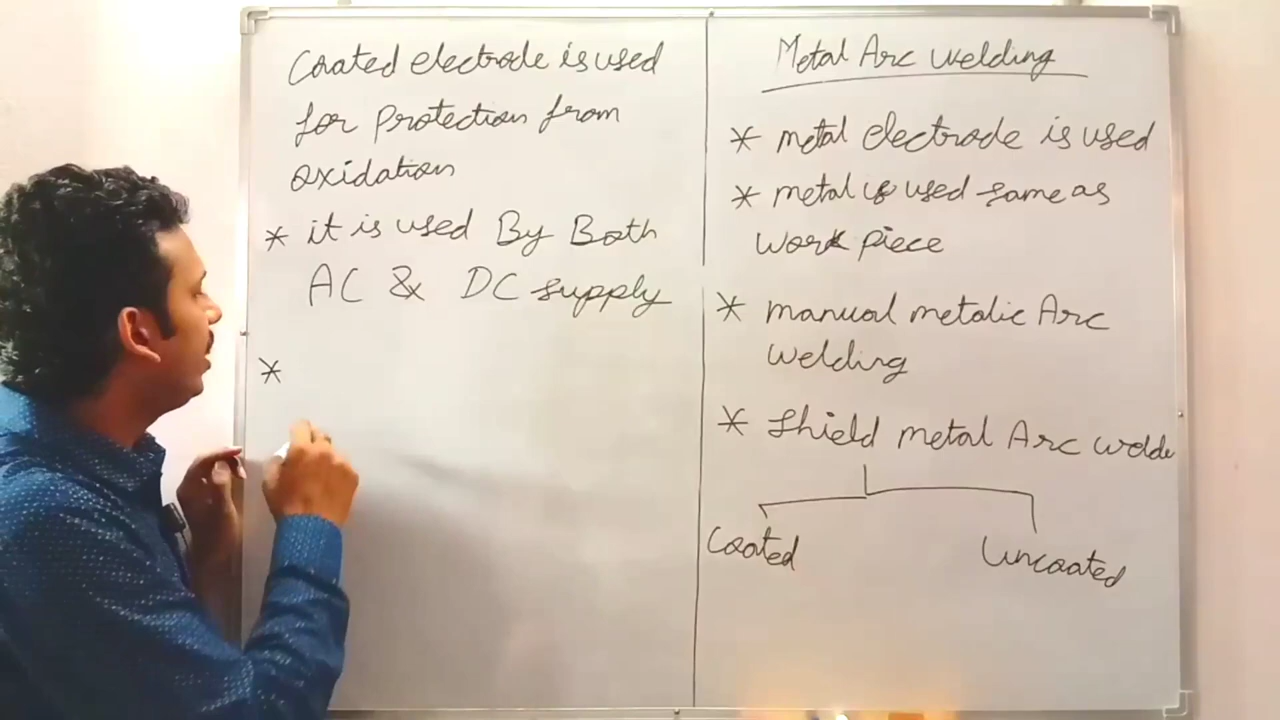 Coated electrode is used
for protection from
oxidation
* it is used By Both
AC & DC supply
*
Metal Arc Welding
* metal electrode is used
* metal is used same as
work piece
* manual metalic Arc
welding
* shield metal Arc welde
Coated
Uncoated